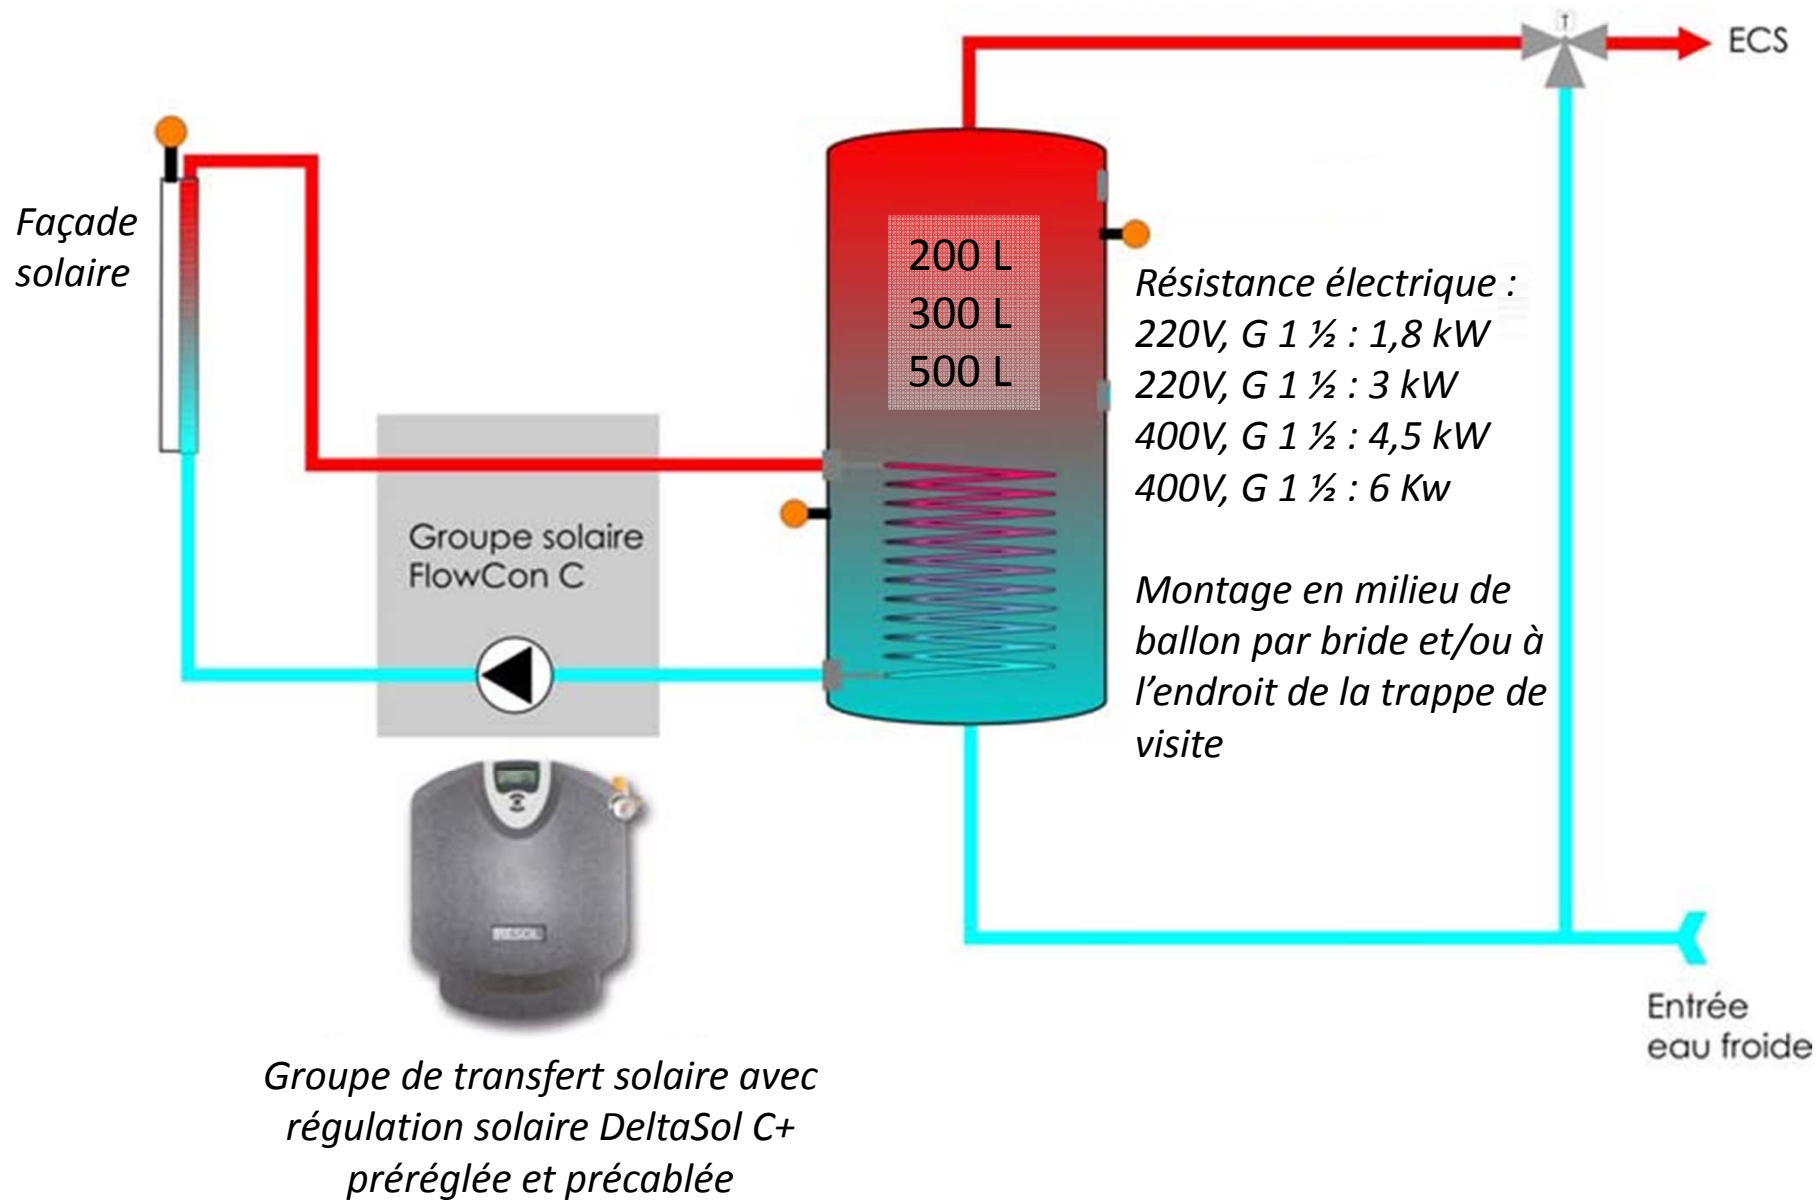 T
ECS
Façade
solaire
200 L
300 L
500 L
Résistance électrique :
220V, G 1 ½ : 1,8 kW
220V, G 1 ½ : 3 kW
400V, G 1 ½ : 4,5 kW
400V, G 1 ½ : 6 Kw
Groupe solaire
FlowCon C
Montage en milieu de
ballon par bride et/ou à
l’endroit de la trappe de
visite
RESOL
Entrée
eau froide
Groupe de transfert solaire avec
régulation solaire DeltaSol C+
préréglée et précablée